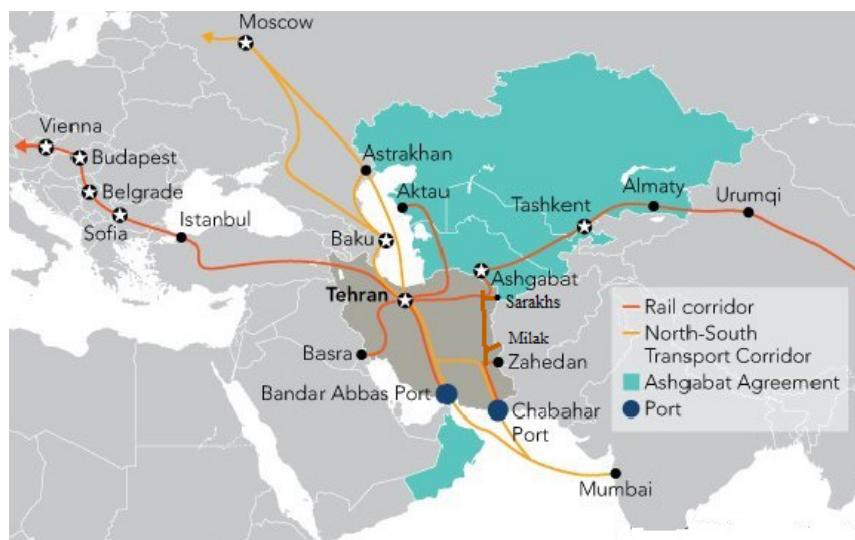 Moscow
Vienna
Budapest
Belgrade
Sofia
Istanbul
Astrakhan
Aktau
Baku
Tashkent
Almaty
Urumqi
Ashgabat
Tehran
Sarakhs
Milak
Basra
Zahedan
Bandar Abbas Port
Chabahar
Port
Mumbai
Rail corridor
North-South
Transport Corridor
Ashgabat Agreement
Port